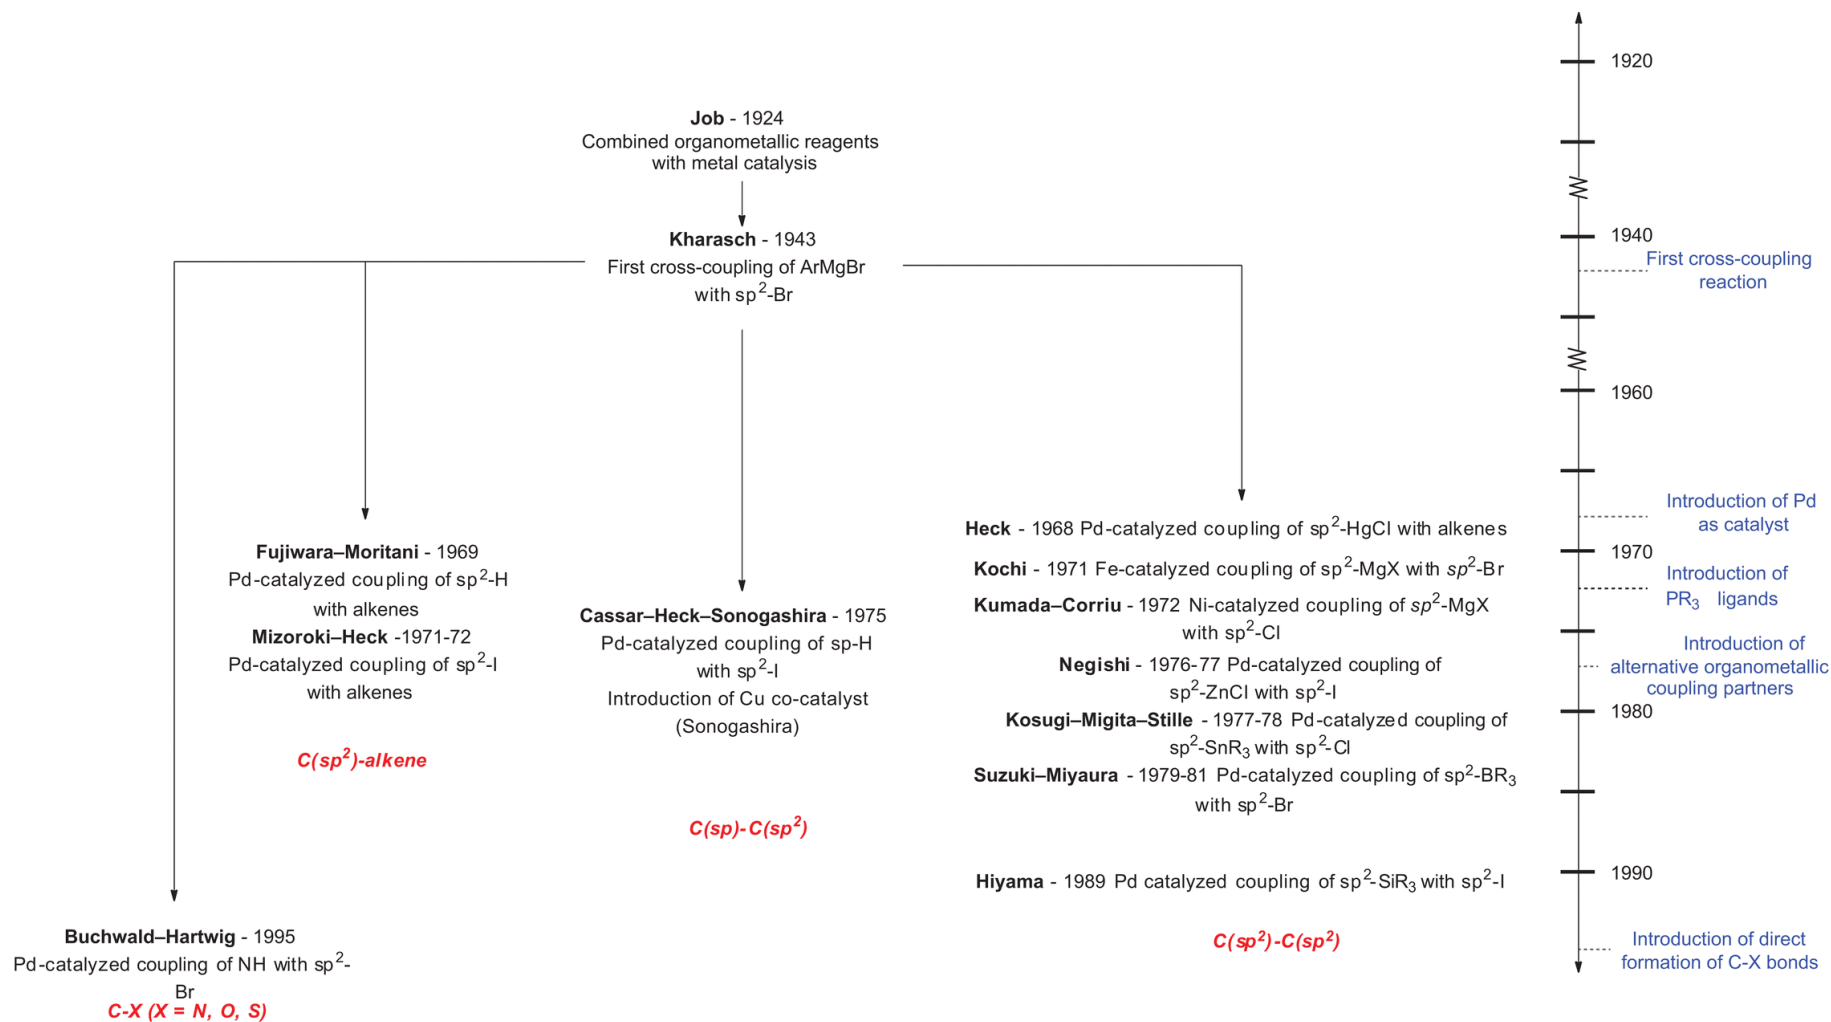 Job - 1924
Combined organometallic reagents
with metal catalysis
Kharasch - 1943
First cross-coupling of ArMgBr
with sp²-Br
Fujiwara–Moritani - 1969
Pd-catalyzed coupling of sp²-H
with alkenes
Mizoroki–Heck -1971-72
Pd-catalyzed coupling of sp²-I
with alkenes
C(sp²)-alkene
Buchwald–Hartwig - 1995
Pd-catalyzed coupling of NH with sp²-
Br
C-X (X = N, O, S)
Cassar–Heck–Sonogashira - 1975
Pd-catalyzed coupling of sp-H
with sp²-I
Introduction of Cu co-catalyst
(Sonogashira)
C(sp)-C(sp²)
Heck - 1968 Pd-catalyzed coupling of sp²-HgCl with alkenes
Kochi - 1971 Fe-catalyzed coupling of sp²-MgX with sp²-Br
Kumada–Corriu - 1972 Ni-catalyzed coupling of sp²-MgX
with sp²-Cl
Negishi - 1976-77 Pd-catalyzed coupling of
sp²-ZnCl with sp²-I
Kosugi–Migita–Stille - 1977-78 Pd-catalyzed coupling of
sp²-SnR₃ with sp²-Cl
Suzuki–Miyaura - 1979-81 Pd-catalyzed coupling of sp²-BR₃
with sp²-Br
Hiyama - 1989 Pd catalyzed coupling of sp²-SiR₃ with sp²-I
C(sp²)-C(sp²)
1920
1940
First cross-coupling
reaction
1960
Introduction of Pd
as catalyst
1970
Introduction of
PR₃ ligands
Introduction of
alternative organometallic
coupling partners
1980
1990
Introduction of direct
formation of C-X bonds